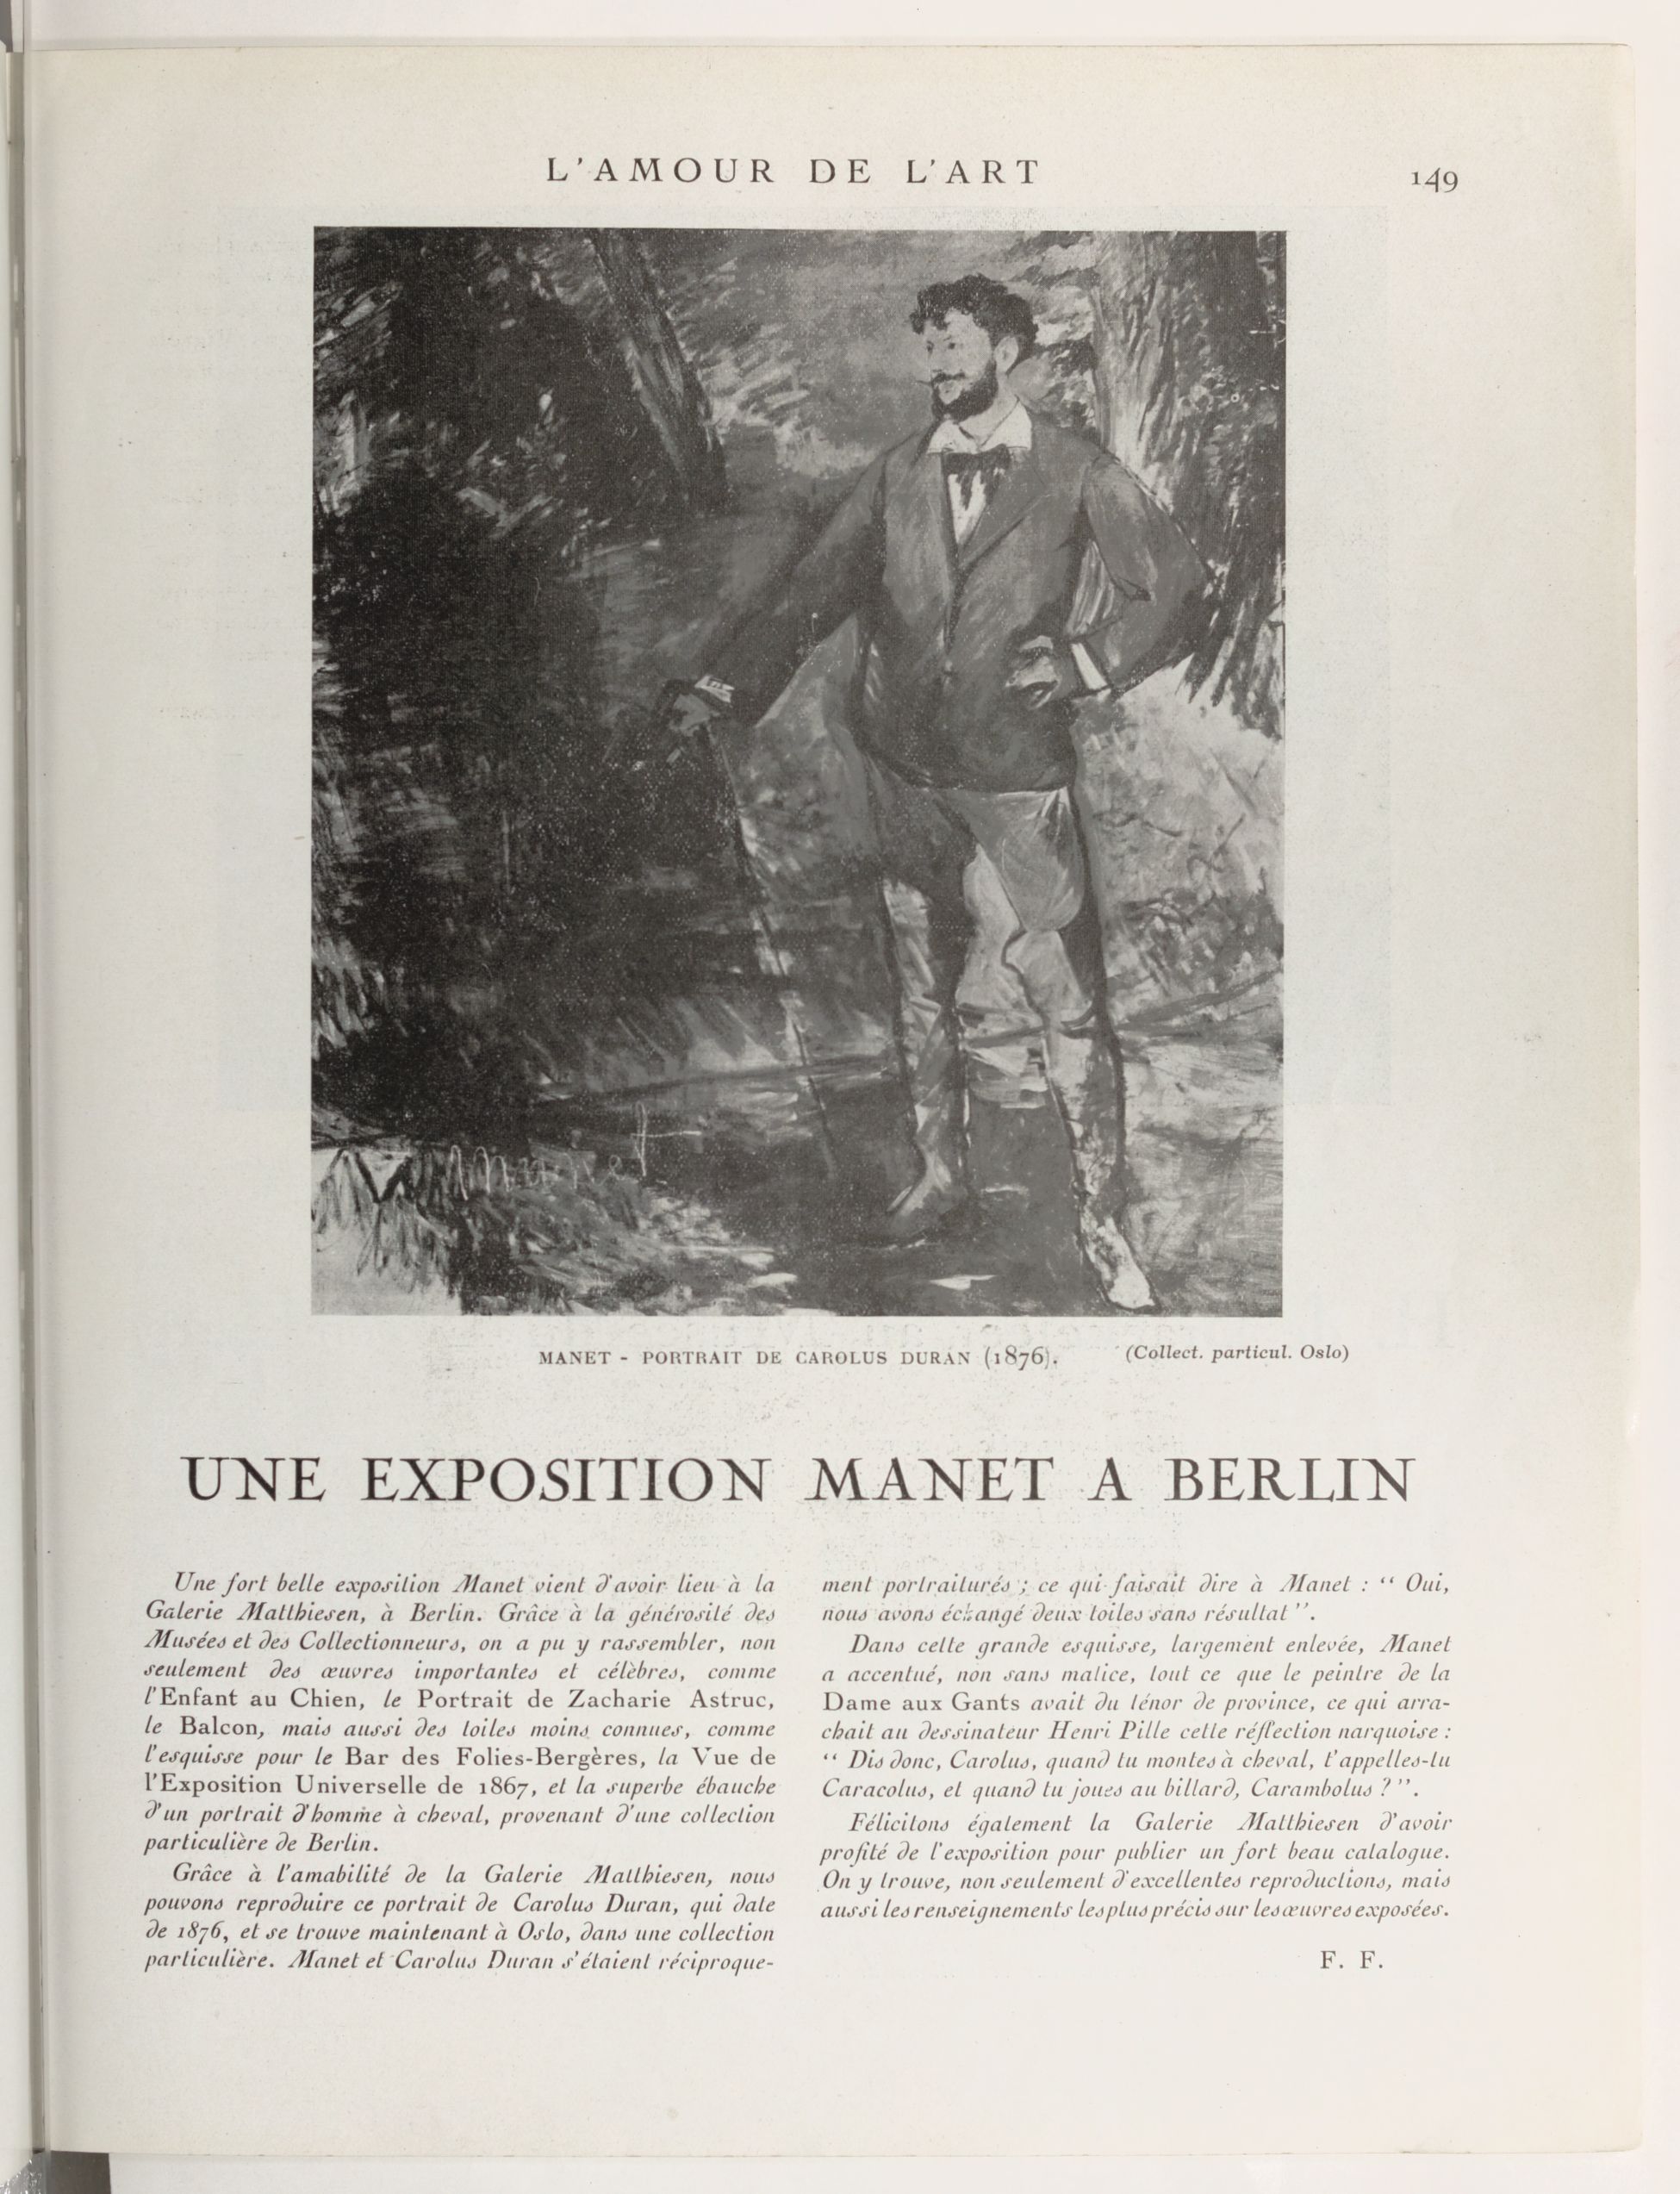 L'AMOUR DE L'ART
149
manet
MANET - PORTRAIT DE CAROLUS DURAN (1876).
(Collect. particul. Oslo)
UNE EXPOSITION MANET A BERLIN
Une fort belle exposition Manet vient d'avoir lieu à la
Galerie Matthiesen, à Berlin. Grâce à la générosité des
Musées et des Collectionneurs, on a pu y rassembler, non
seulement des œuvres importantes et célèbres, comme
l'Enfant au Chien, le Portrait de Zacharie Astruc,
le Balcon, mais aussi des toiles moins connues, comme
l'esquisse pour le Bar des Folies-Bergères, la Vue de
l'Exposition Universelle de 1867, et la superbe ébauche
d'un portrait d'homme à cheval, provenant d'une collection
particulière de Berlin.
Grâce à l'amabilité de la Galerie Matthiesen, nous
pouvons reproduire ce portrait de Carolus Duran, qui date
de 1876, et se trouve maintenant à Oslo, dans une collection
particulière. Manet et Carolus Duran s'étaient réciproque-
ment portraiturés ; ce qui faisait dire à Manet : “ Oui,
nous avons échangé deux toiles sans résultat ”.
Dans cette grande esquisse, largement enlevée, Manet
a accentué, non sans malice, tout ce que le peintre de la
Dame aux Gants avait du ténor de province, ce qui arra-
chait au dessinateur Henri Pille cette réflection narquoise :
“ Dis donc, Carolus, quand tu montes à cheval, t'appelles-tu
Caracolus, et quand tu joues au billard, Carambolus ? ”.
Félicitons également la Galerie Matthiesen d'avoir
profité de l'exposition pour publier un fort beau catalogue.
On y trouve, non seulement d'excellentes reproductions, mais
aussi les renseignements les plus précis sur les œuvres exposées.
F. F.